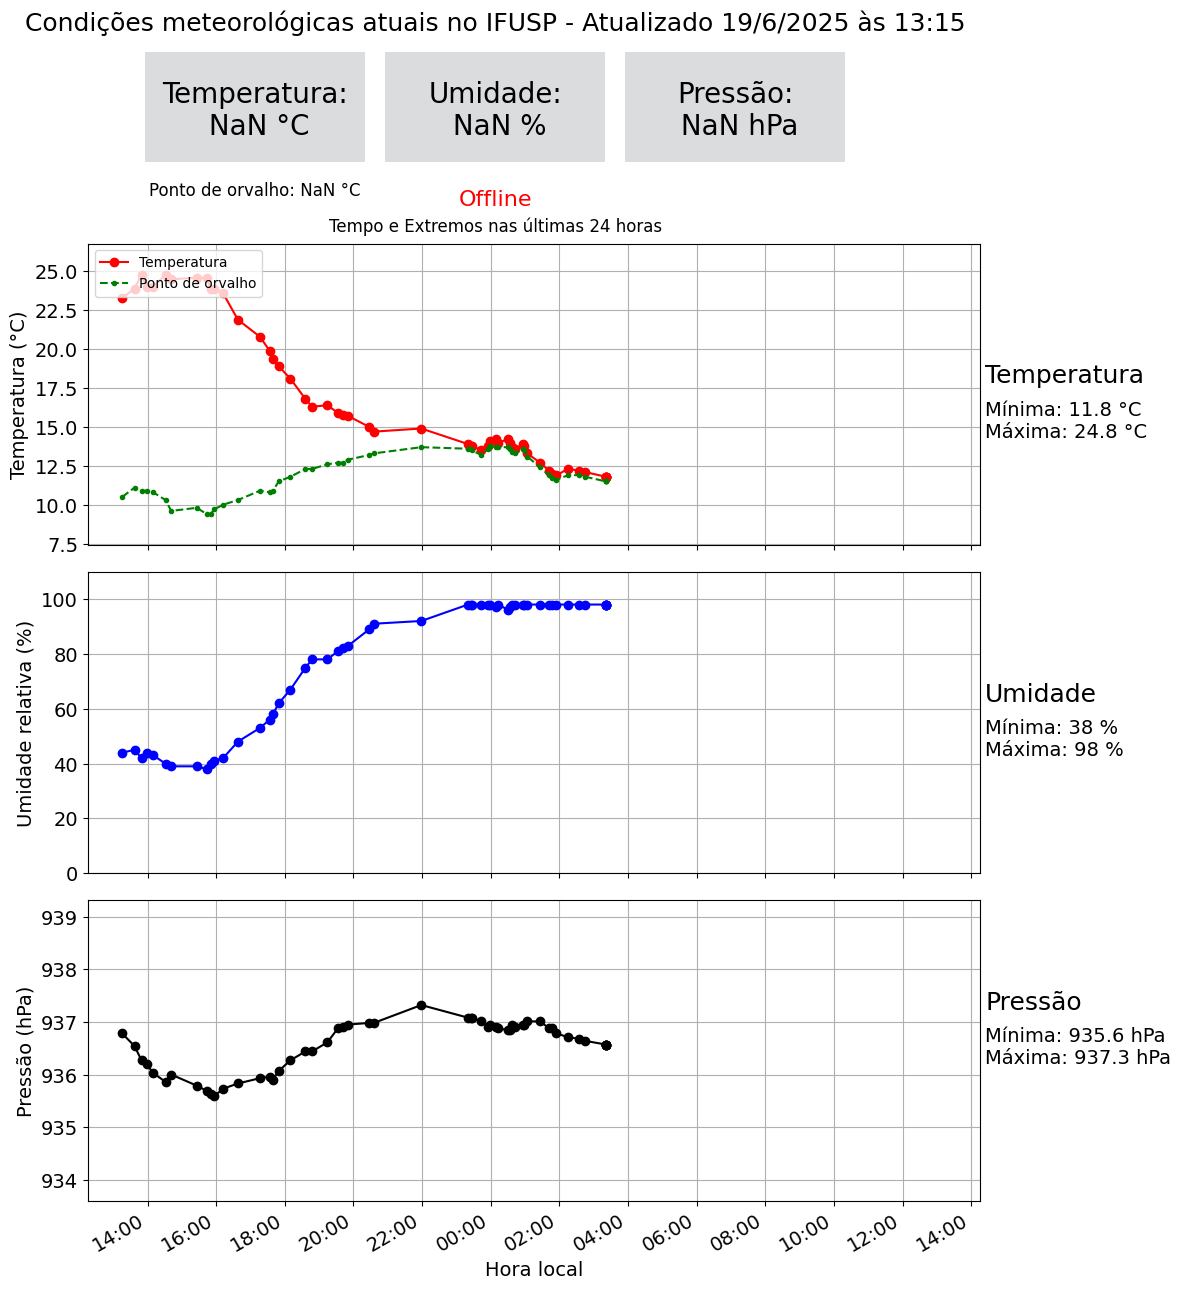 Condições meteorológicas atuais no IFUSP - Atualizado 19/6/2025 às 13:15
Temperatura:
NaN °C
Umidade:
NaN %
Pressão:
NaN hPa
Ponto de orvalho: NaN °C
Offline
Tempo e Extremos nas últimas 24 horas
Temperatura
Ponto de orvalho
Temperatura (°C)
25.0
22.5
20.0
17.5
15.0
12.5
10.0
7.5
Temperatura
Mínima: 11.8 °C
Máxima: 24.8 °C
Umidade relativa (%)
100
80
60
40
20
0
Umidade
Mínima: 38 %
Máxima: 98 %
Pressão (hPa)
939
938
937
936
935
934
Pressão
Mínima: 935.6 hPa
Máxima: 937.3 hPa
14:00 16:00 18:00 20:00 22:00 00:00 02:00 04:00 06:00 08:00 10:00 12:00 14:00
Hora local